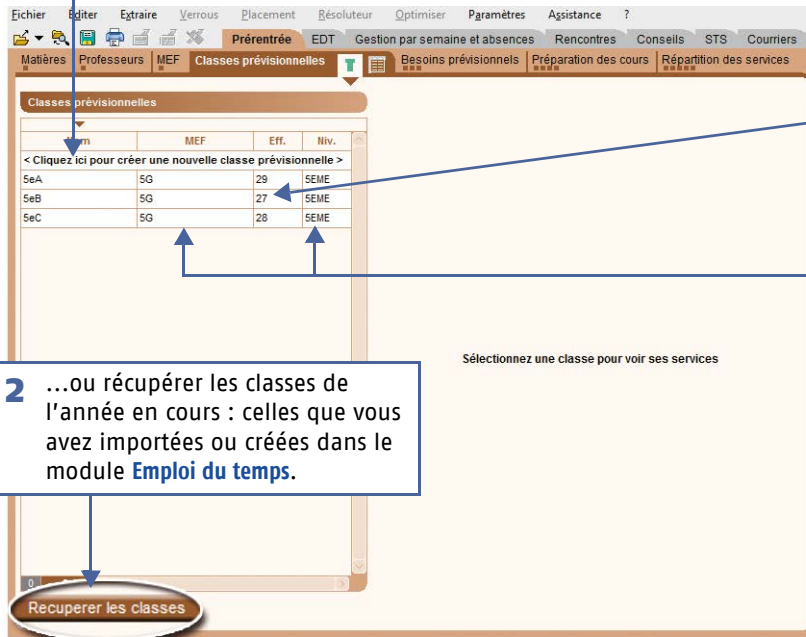 Fichier Editer Extraire Verrous Placement Résoluteur Optimiser Paramètres Assistance ?
Prérentrée EDT Gestion par semaine et absences Rencontres Conseils STS Courriers
Matières Professeurs MEF Classes prévisionnelles T Besoins prévisionnels Préparation des cours Répartition des services
Classes prévisionnelles
MEF Eff. Niv.
< Cliquez ici pour créer une nouvelle classe prévisionnelle >
5eA 5G 29 5EME
5eB 5G 27 5EME
5eC 5G 28 5EME
Sélectionnez une classe pour voir ses services
2 ...ou récupérer les classes de
l'année en cours : celles que vous
avez importées ou créées dans le
module Emploi du temps.
0
Recuperer les classes